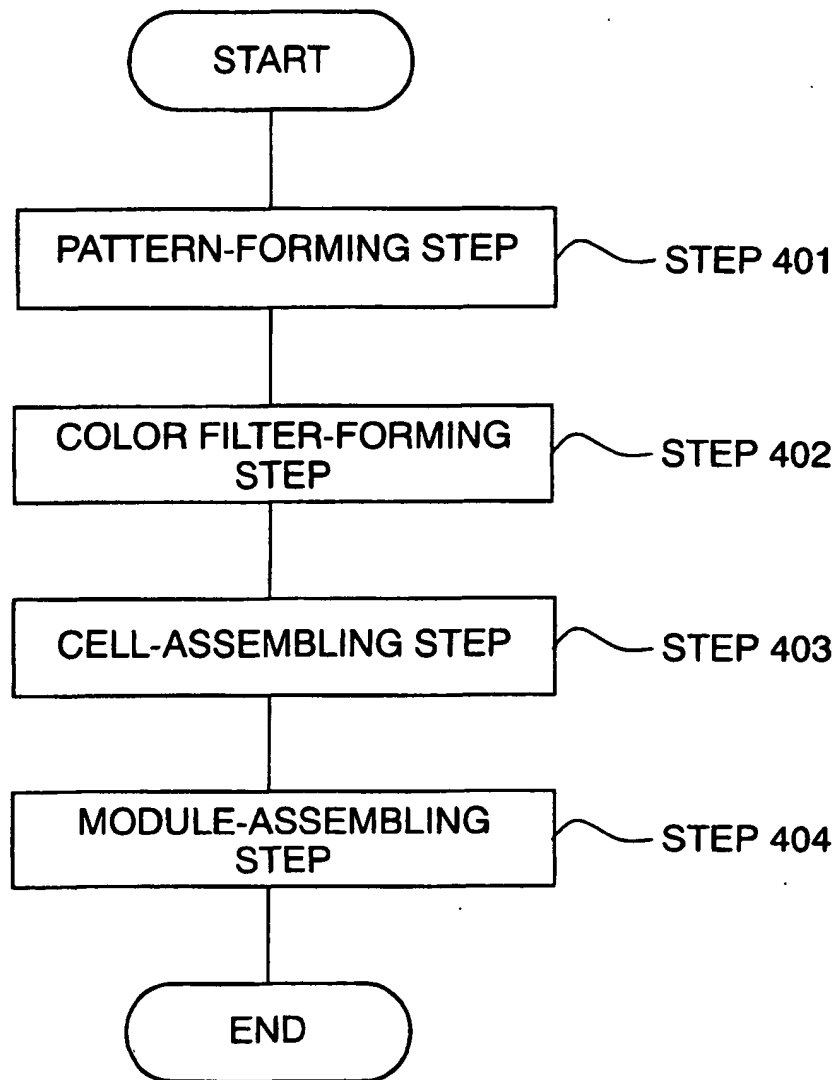 START
PATTERN-FORMING STEP
STEP 401
COLOR FILTER-FORMING
STEP
STEP 402
CELL-ASSEMBLING STEP
STEP 403
MODULE-ASSEMBLING
STEP
STEP 404
END